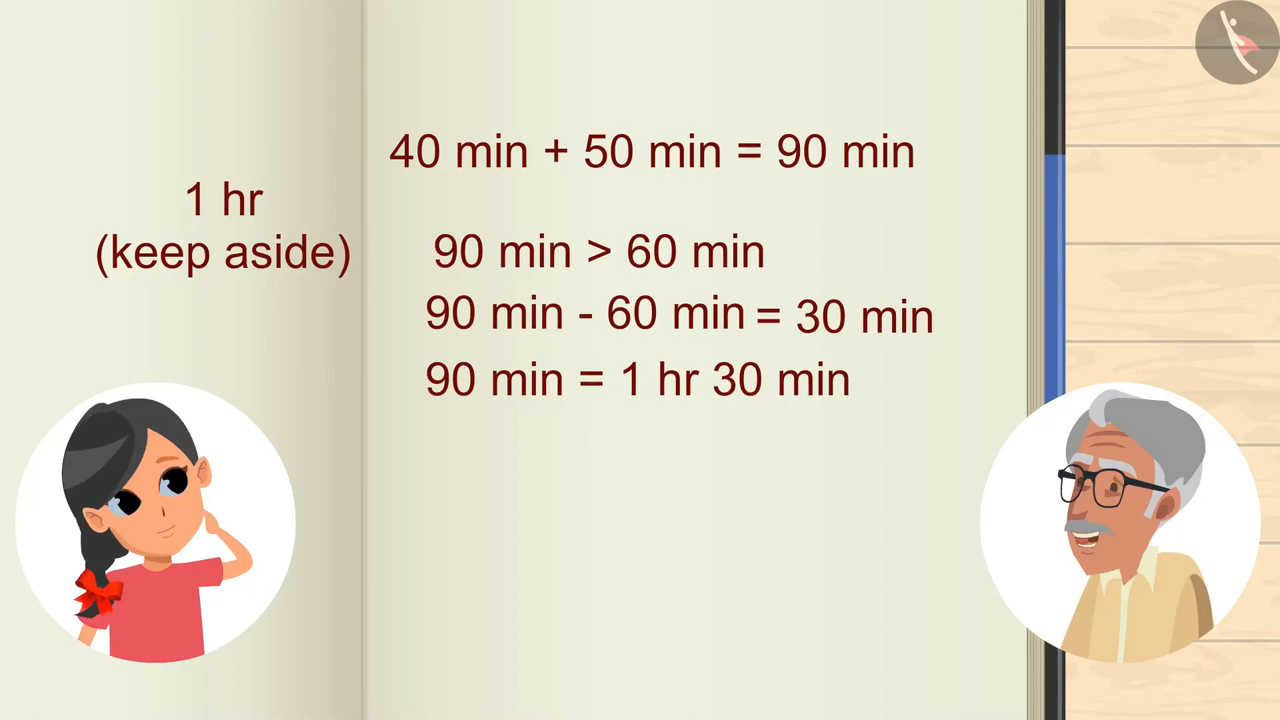 40 min + 50 min = 90 min
1 hr
(keep aside)
90 min > 60 min
90 min - 60 min = 30 min
90 min = 1 hr 30 min